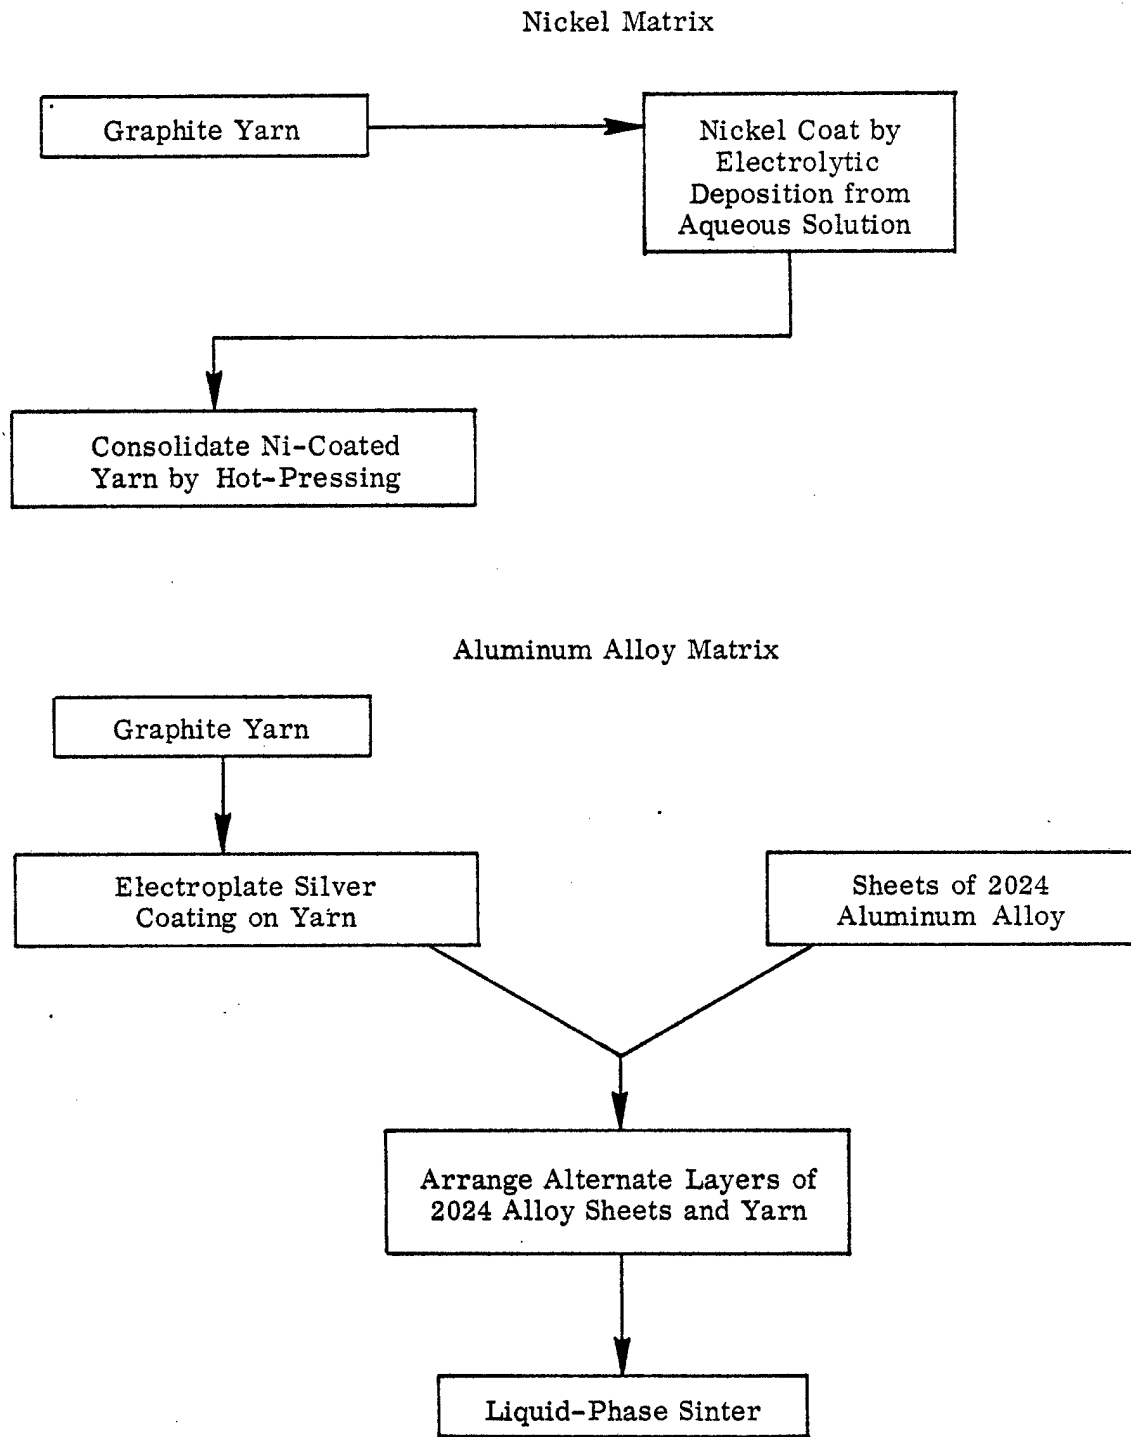 Nickel Matrix
Graphite Yarn
Nickel Coat by
Electrolytic
Deposition from
Aqueous Solution
Consolidate Ni-Coated
Yarn by Hot-Pressing
Aluminum Alloy Matrix
Graphite Yarn
Electroplate Silver
Coating on Yarn
Sheets of 2024
Aluminum Alloy
Arrange Alternate Layers of
2024 Alloy Sheets and Yarn
Liquid-Phase Sinter